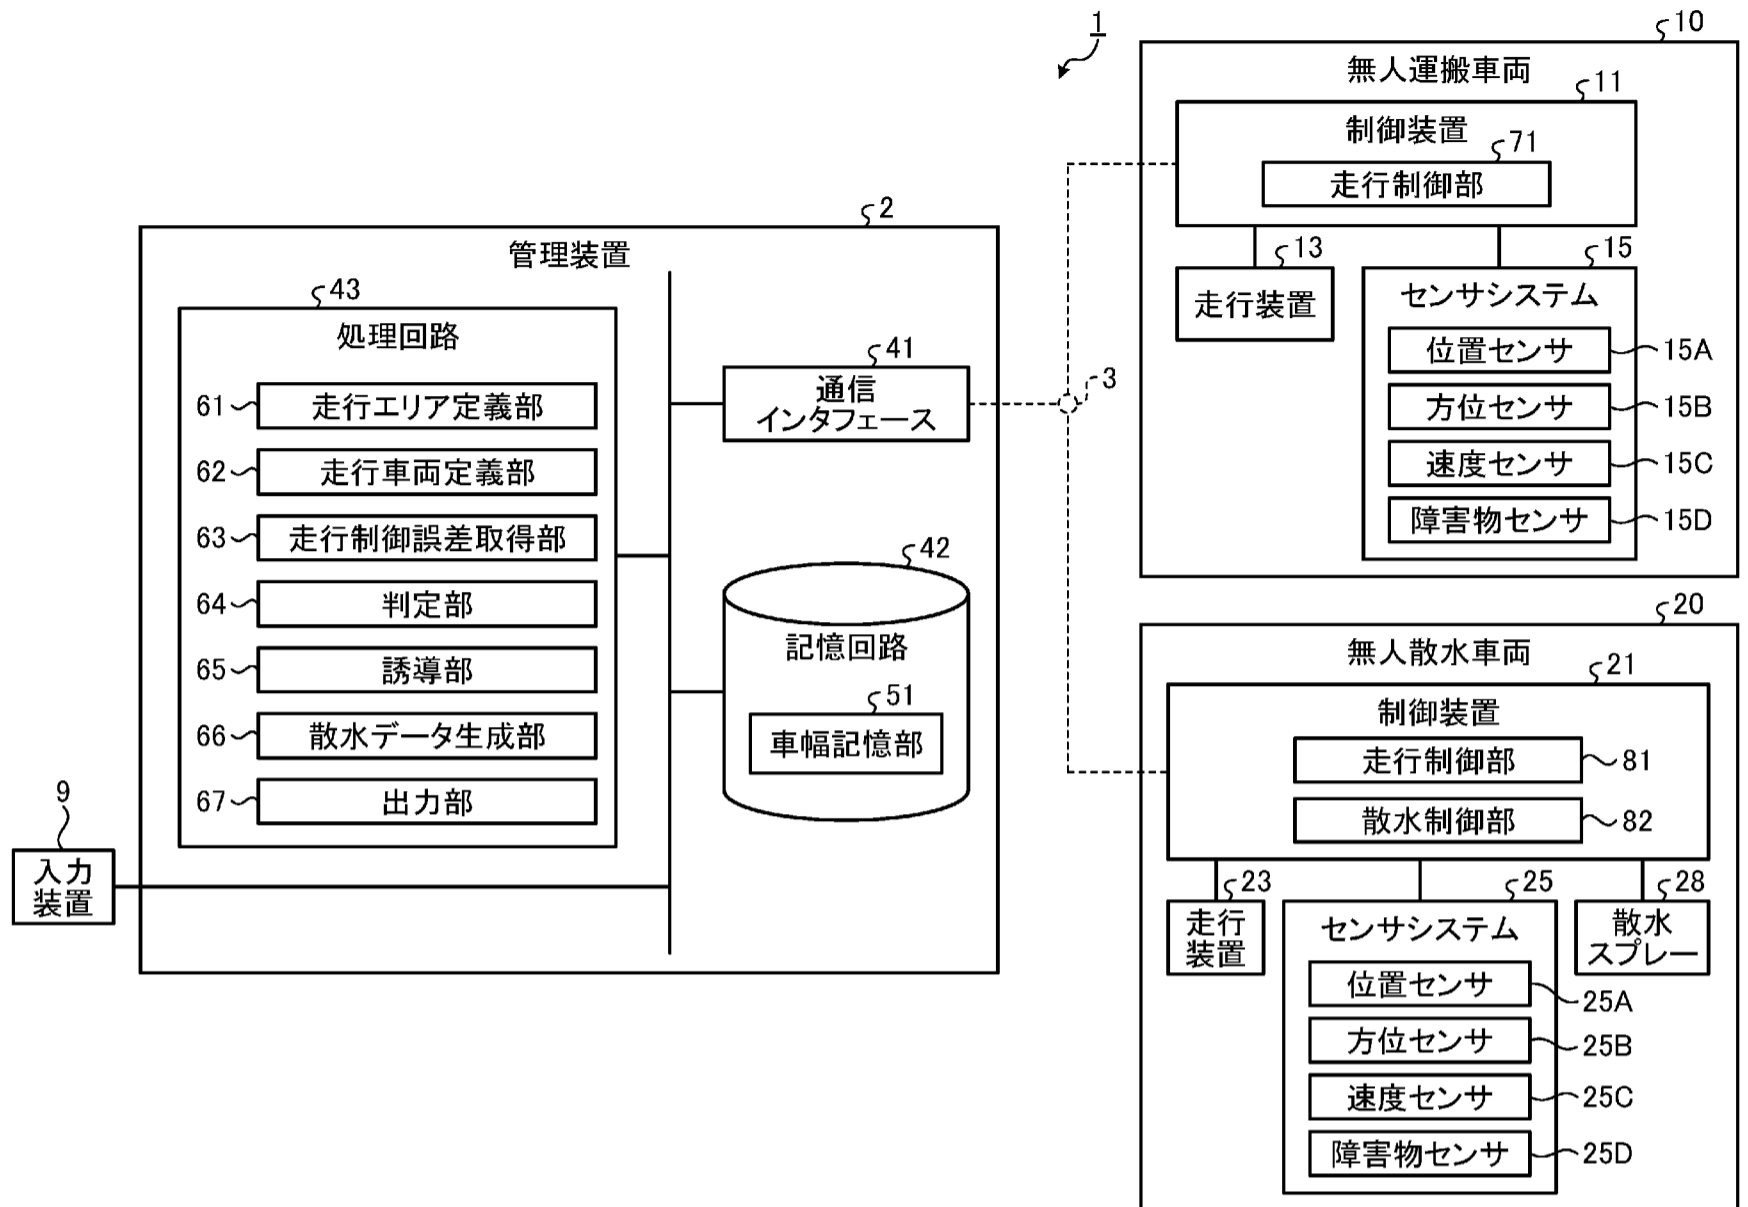 1
2
管理装置
43
処理回路
61 走行エリア定義部
62 走行車両定義部
63 走行制御誤差取得部
64 判定部
65 誘導部
66 散水データ生成部
67 出力部
9
入力
装置
41
通信
インタフェース
42
記憶回路
51
車幅記憶部
3
10
無人運搬車両
11
制御装置
71
走行制御部
13
走行装置
15
センサシステム
位置センサ 15A
方位センサ 15B
速度センサ 15C
障害物センサ 15D
20
無人散水車両
21
制御装置
走行制御部 81
散水制御部 82
23
走行
装置
25
センサシステム
位置センサ 25A
方位センサ 25B
速度センサ 25C
障害物センサ 25D
28
散水
スプレー